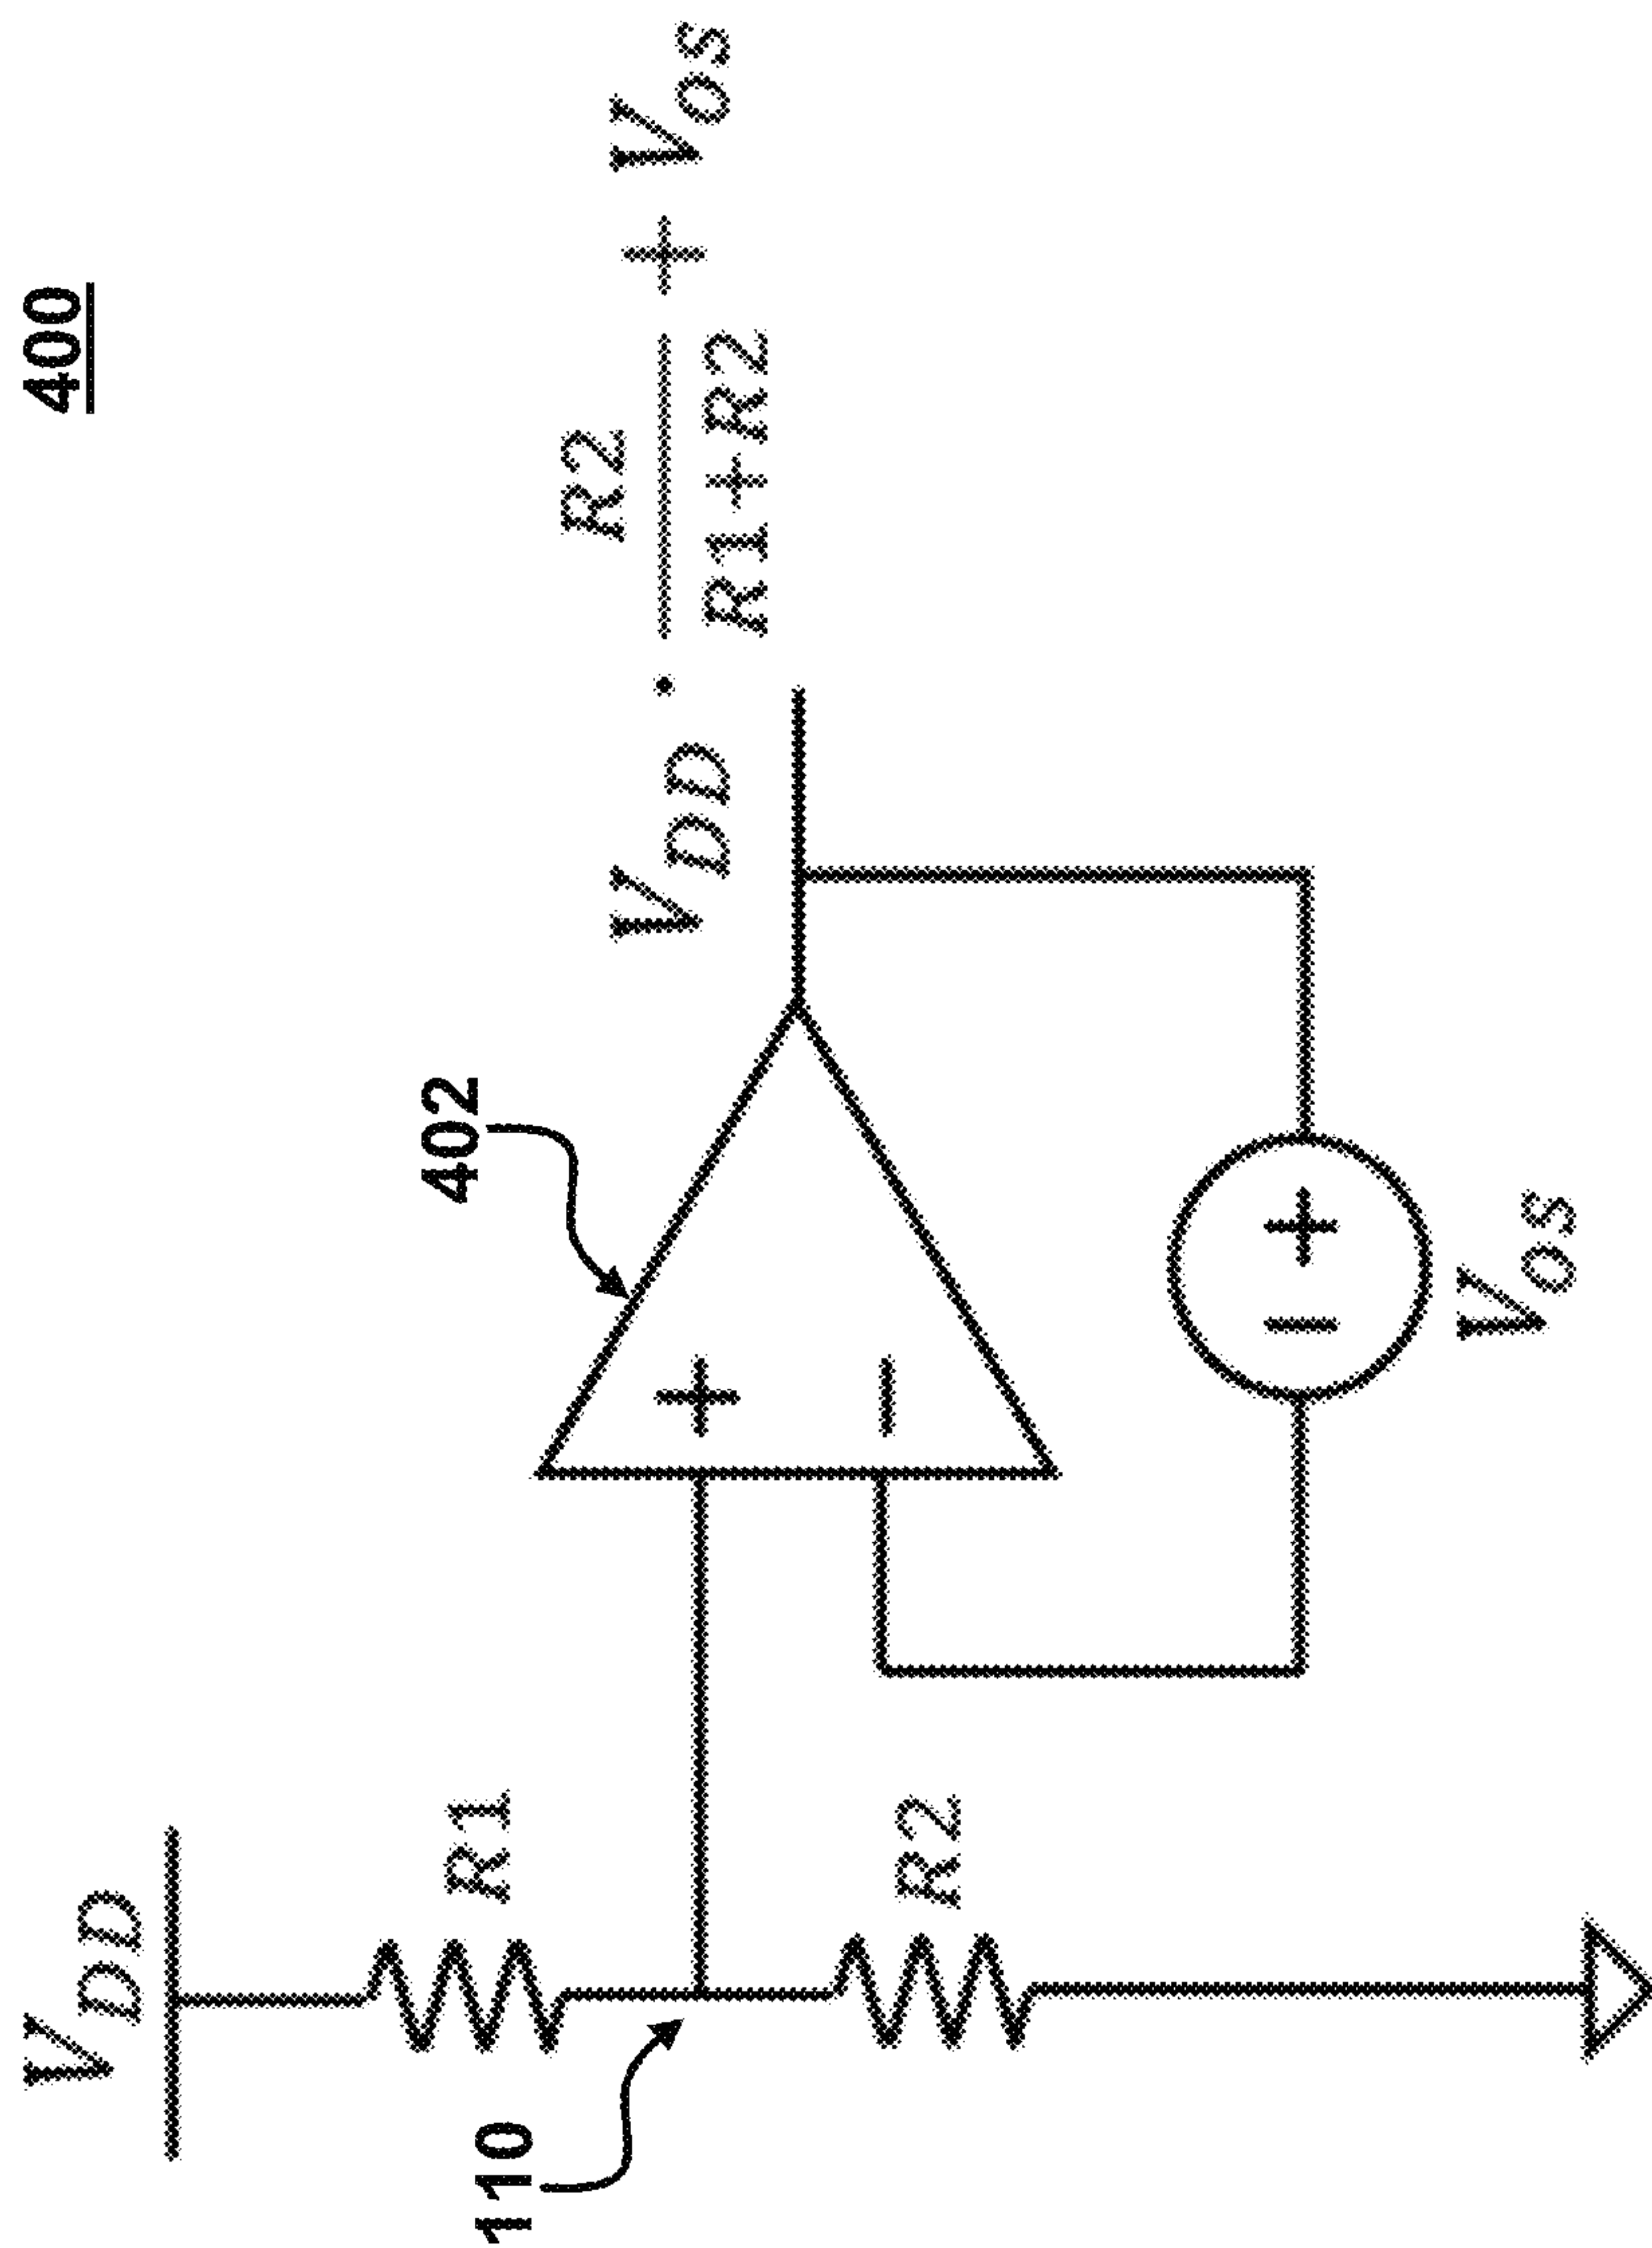 400
V_DD
R1
110
R2
402
+
−
− +
V_OS
V_DD · R2/(R1+R2) + V_OS